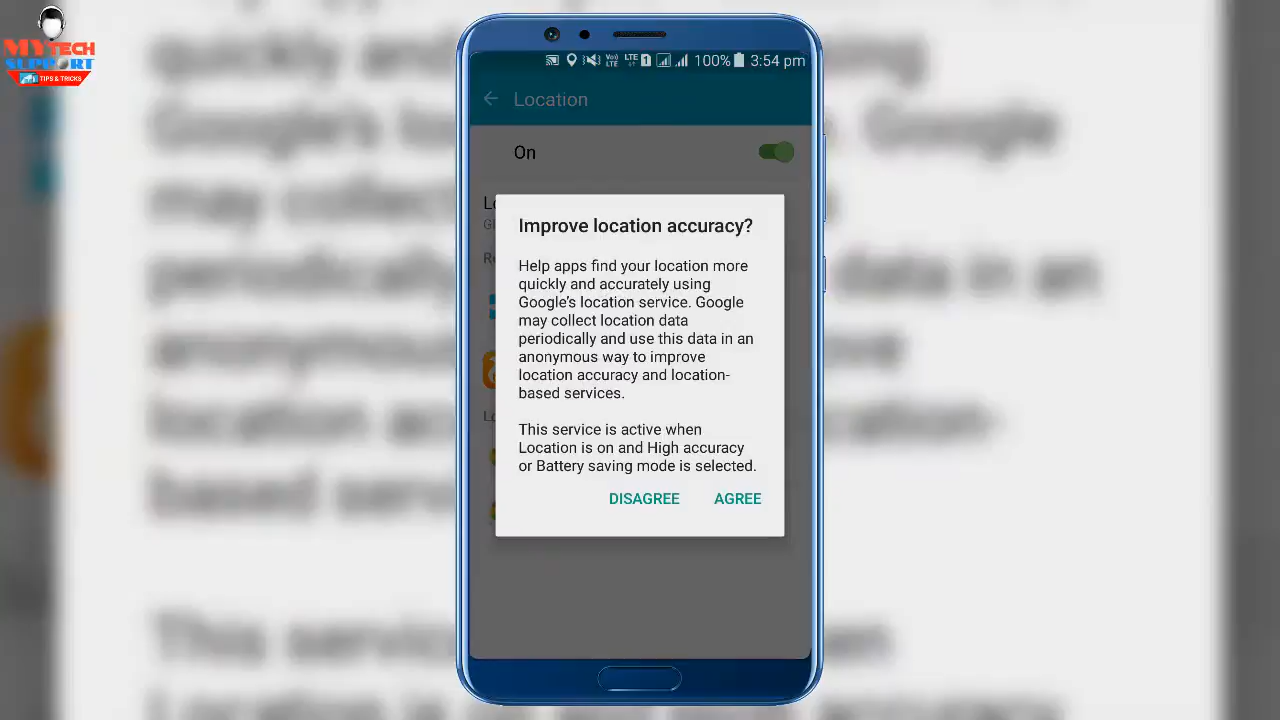 MY TECH
SUPPORT
TIPS & TRICKS
VoLTE LTE 1 100% 3:54 pm
Location
On
Improve location accuracy?
Help apps find your location more
quickly and accurately using
Google's location service. Google
may collect location data
periodically and use this data in an
anonymous way to improve
location accuracy and location-
based services.
This service is active when
Location is on and High accuracy
or Battery saving mode is selected.
DISAGREE AGREE